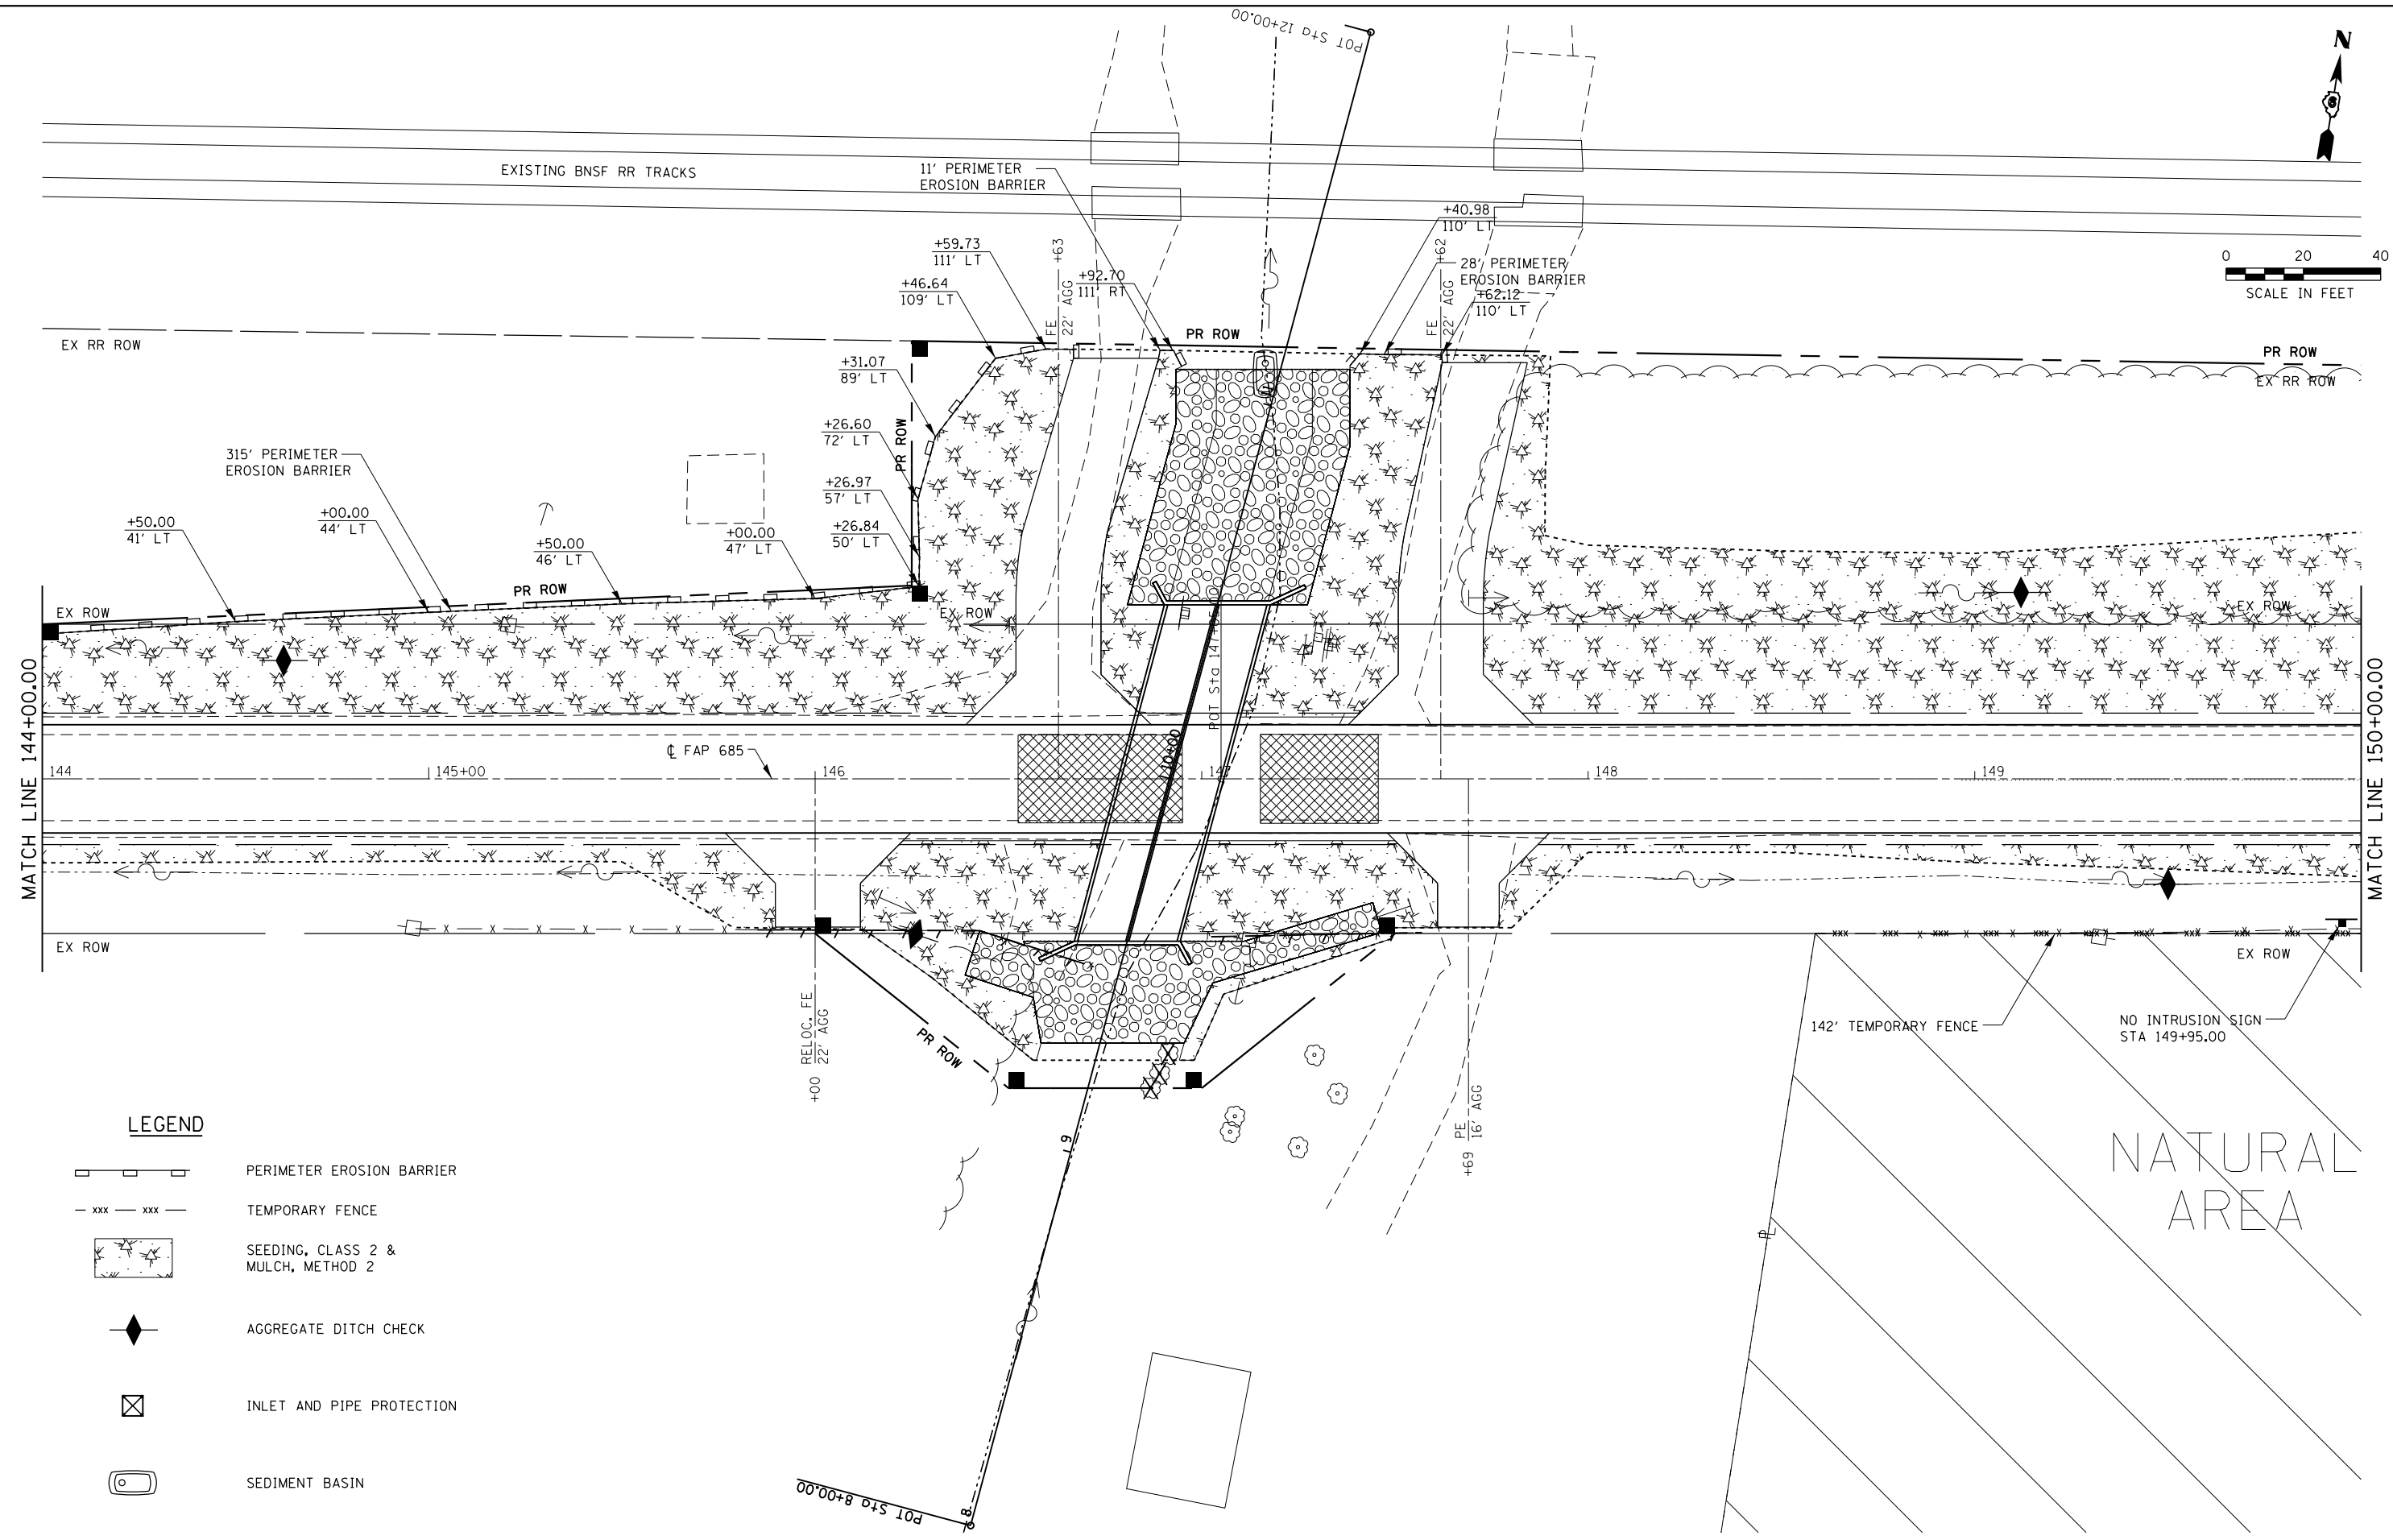 POT Sta 12+00.00
N
EXISTING BNSF RR TRACKS
11' PERIMETER
EROSION BARRIER
+40.98
110' LT
+59.73
111' LT
+63
+62
28' PERIMETER
EROSION BARRIER
0 20 40
SCALE IN FEET
+46.64
109' LT
+92.70
111' RT
+62.12
110' LT
FE
22' AGG
FE
22' AGG
PR ROW
EX RR ROW
PR ROW
EX RR ROW
+31.07
89' LT
PR ROW
+26.60
72' LT
315' PERIMETER
EROSION BARRIER
+26.97
57' LT
+50.00
41' LT
+00.00
44' LT
+50.00
46' LT
+00.00
47' LT
+26.84
50' LT
PR ROW
EX ROW
EX ROW
EX ROW
MATCH LINE 144+00.00
MATCH LINE 150+00.00
℄ FAP 685
144
145+00
146
147
148
149
10+00
EX ROW
EX ROW
RELOC. FE
22' AGG
+00
PR ROW
142' TEMPORARY FENCE
NO INTRUSION SIGN
STA 149+95.00
PE
16' AGG
+69
NATURAL
AREA
PL
9
8
POT Sta 8+00.00
LEGEND
PERIMETER EROSION BARRIER
xxx xxx
TEMPORARY FENCE
SEEDING, CLASS 2 &
MULCH, METHOD 2
AGGREGATE DITCH CHECK
INLET AND PIPE PROTECTION
SEDIMENT BASIN